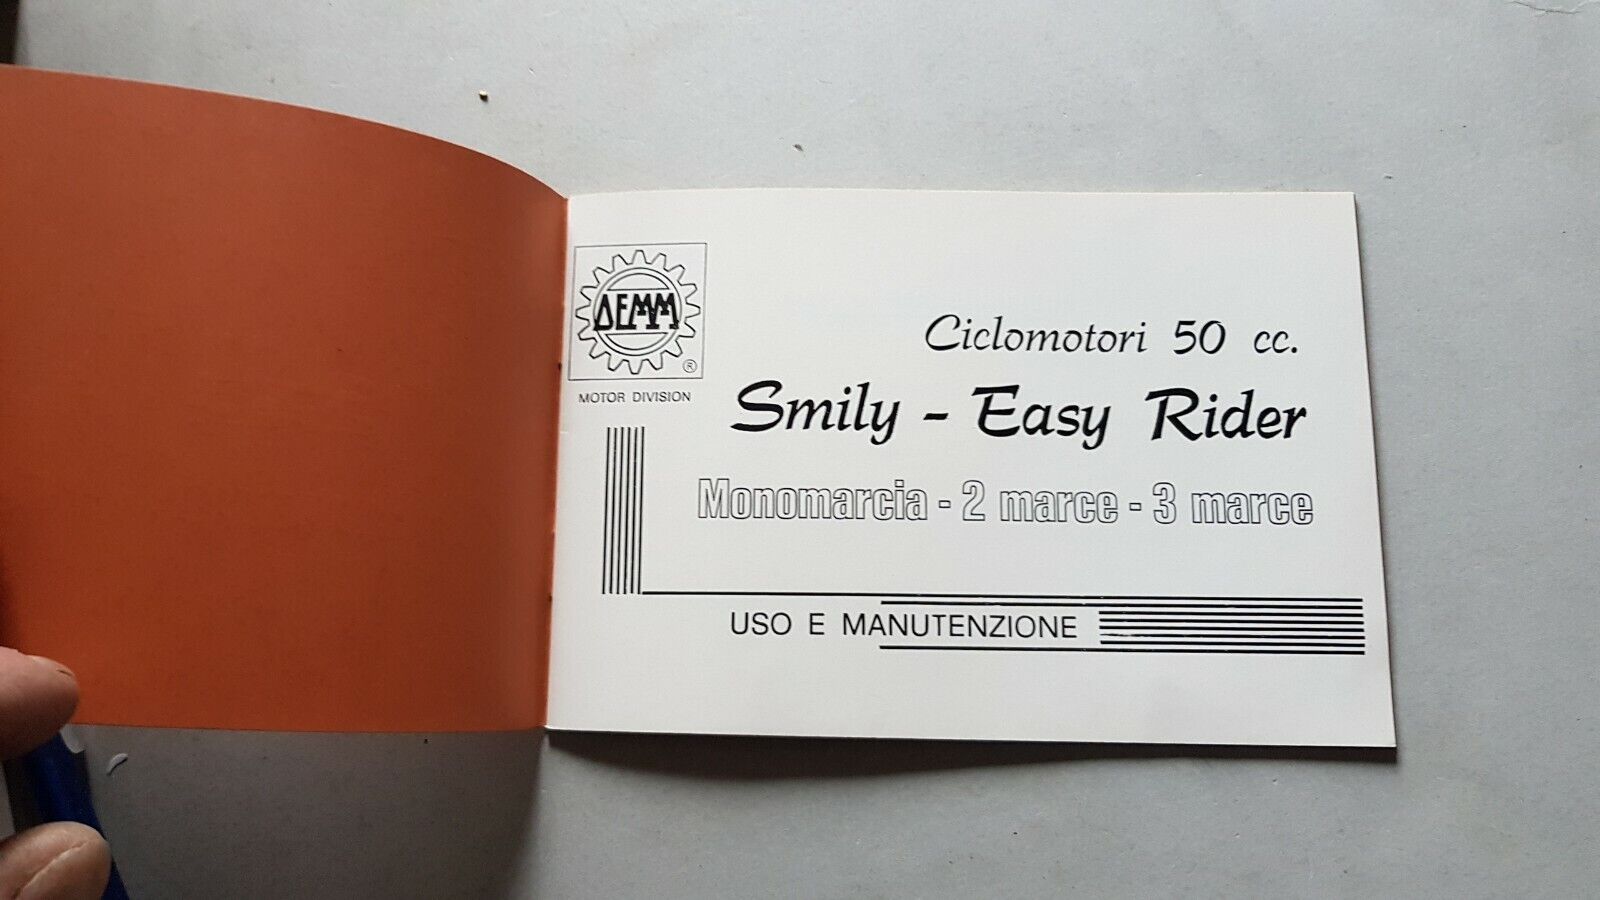 ΔEMM
®
MOTOR DIVISION
Ciclomotori 50 cc.
Smily - Easy Rider
Monomarcia - 2 marce - 3 marce
USO E MANUTENZIONE